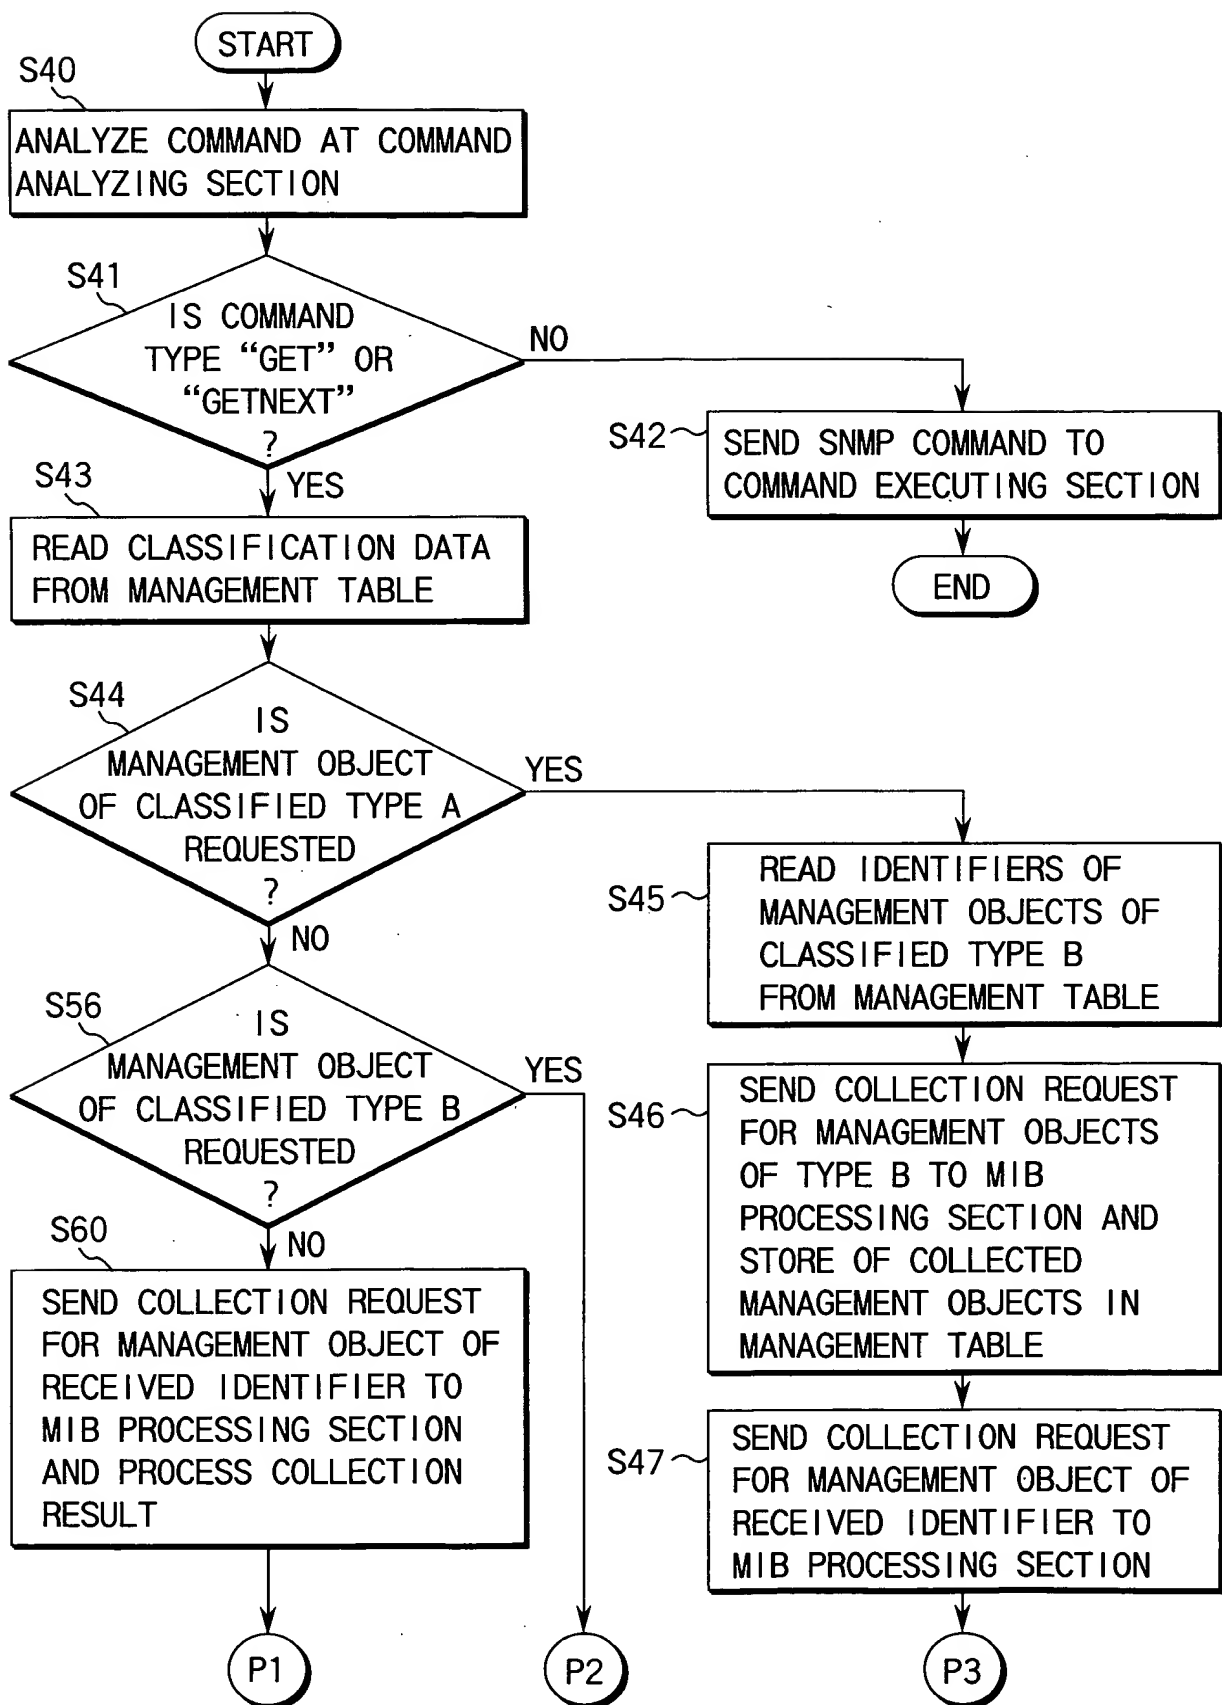 START
S40
ANALYZE COMMAND AT COMMAND
ANALYZING SECTION
S41
IS COMMAND
TYPE “GET” OR
“GETNEXT”
?
NO
YES
S42
SEND SNMP COMMAND TO
COMMAND EXECUTING SECTION
END
S43
READ CLASSIFICATION DATA
FROM MANAGEMENT TABLE
S44
IS
MANAGEMENT OBJECT
OF CLASSIFIED TYPE A
REQUESTED
?
YES
NO
S45
READ IDENTIFIERS OF
MANAGEMENT OBJECTS OF
CLASSIFIED TYPE B
FROM MANAGEMENT TABLE
S56
IS
MANAGEMENT OBJECT
OF CLASSIFIED TYPE B
REQUESTED
?
YES
NO
S46
SEND COLLECTION REQUEST
FOR MANAGEMENT OBJECTS
OF TYPE B TO MIB
PROCESSING SECTION AND
STORE OF COLLECTED
MANAGEMENT OBJECTS IN
MANAGEMENT TABLE
S60
SEND COLLECTION REQUEST
FOR MANAGEMENT OBJECT OF
RECEIVED IDENTIFIER TO
MIB PROCESSING SECTION
AND PROCESS COLLECTION
RESULT
S47
SEND COLLECTION REQUEST
FOR MANAGEMENT OBJECT OF
RECEIVED IDENTIFIER TO
MIB PROCESSING SECTION
P1
P2
P3